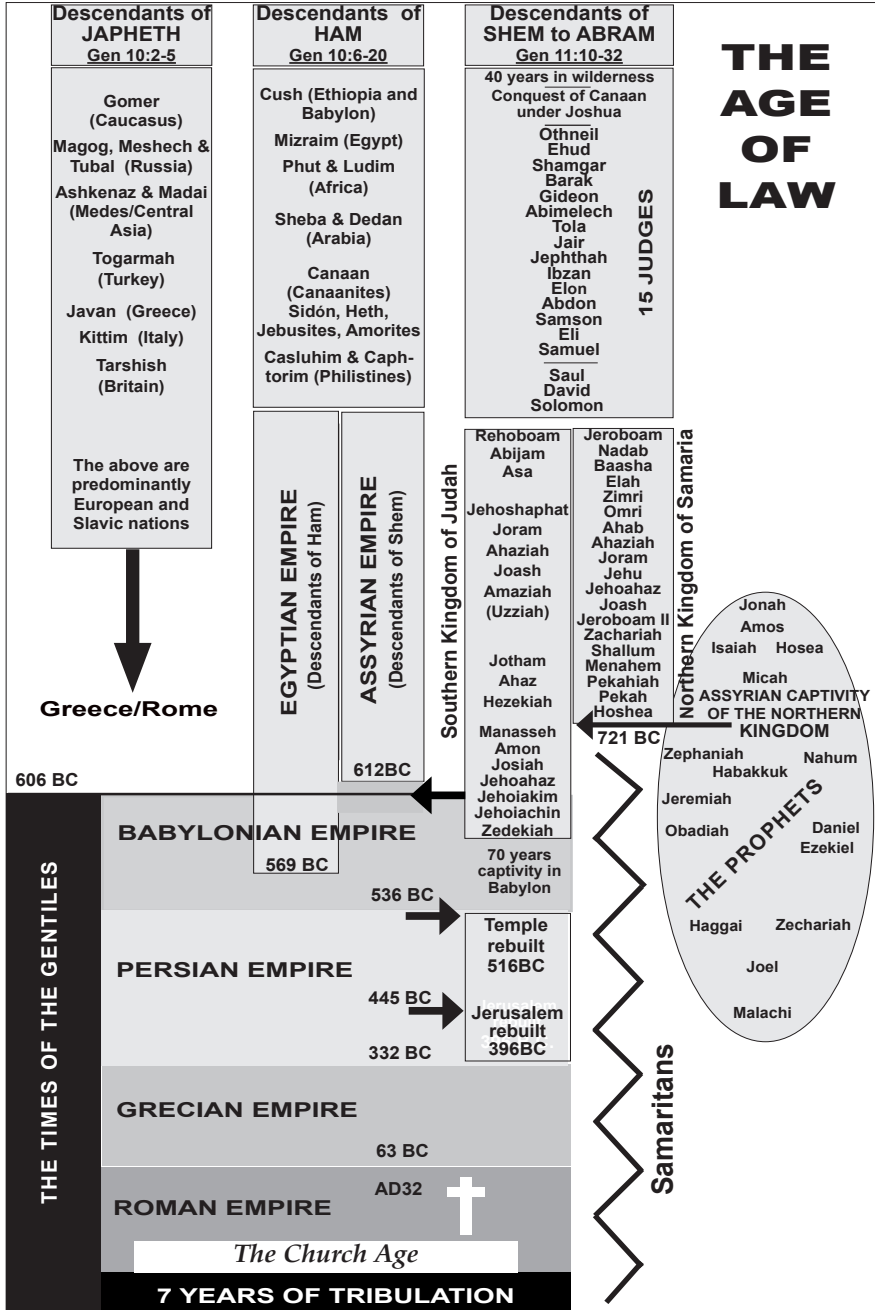 Descendants of
JAPHETH
Gen 10:2-5
Gomer
(Caucasus)
Magog, Meshech &
Tubal (Russia)
Ashkenaz & Madai
(Medes/Central
Asia)
Togarmah
(Turkey)
Javan (Greece)
Kittim (Italy)
Tarshish
(Britain)
The above are
predominantly
European and
Slavic nations
Greece/Rome
Descendants of
HAM
Gen 10:6-20
Cush (Ethiopia and
Babylon)
Mizraim (Egypt)
Phut & Ludim
(Africa)
Sheba & Dedan
(Arabia)
Canaan
(Canaanites)
Sidón, Heth,
Jebusites, Amorites
Casluhim & Caph-
torim (Philistines)
EGYPTIAN EMPIRE
(Descendants of Ham)
569 BC
ASSYRIAN EMPIRE
(Descendants of Shem)
612BC
Descendants of
SHEM to ABRAM
Gen 11:10-32
40 years in wilderness
Conquest of Canaan
under Joshua
Othneil
Ehud
Shamgar
Barak
Gideon
Abimelech
Tola
Jair
Jephthah
Ibzan
Elon
Abdon
Samson
Eli
Samuel
15 JUDGES
Saul
David
Solomon
THE
AGE
OF
LAW
Southern Kingdom of Judah
Rehoboam
Abijam
Asa
Jehoshaphat
Joram
Ahaziah
Joash
Amaziah
(Uzziah)
Jotham
Ahaz
Hezekiah
Manasseh
Amon
Josiah
Jehoahaz
Jehoiakim
Jehoiachin
Zedekiah
70 years
captivity in
Babylon
Jeroboam
Nadab
Baasha
Elah
Zimri
Omri
Ahab
Ahaziah
Joram
Jehu
Jehoahaz
Joash
Jeroboam II
Zachariah
Shallum
Menahem
Pekahiah
Pekah
Hoshea
Northern Kingdom of Samaria
721 BC
Jonah
Amos
Isaiah Hosea
Micah
ASSYRIAN CAPTIVITY
OF THE NORTHERN
KINGDOM
Zephaniah Nahum
Habakkuk
Jeremiah
Obadiah Daniel
Ezekiel
THE PROPHETS
Haggai Zechariah
Joel
Malachi
Samaritans
606 BC
THE TIMES OF THE GENTILES
BABYLONIAN EMPIRE
536 BC
Temple
rebuilt
516BC
PERSIAN EMPIRE
445 BC
Jerusalem
Jerusalem
rebuilt
396BC
332 BC
GRECIAN EMPIRE
63 BC
AD32
ROMAN EMPIRE
The Church Age
7 YEARS OF TRIBULATION